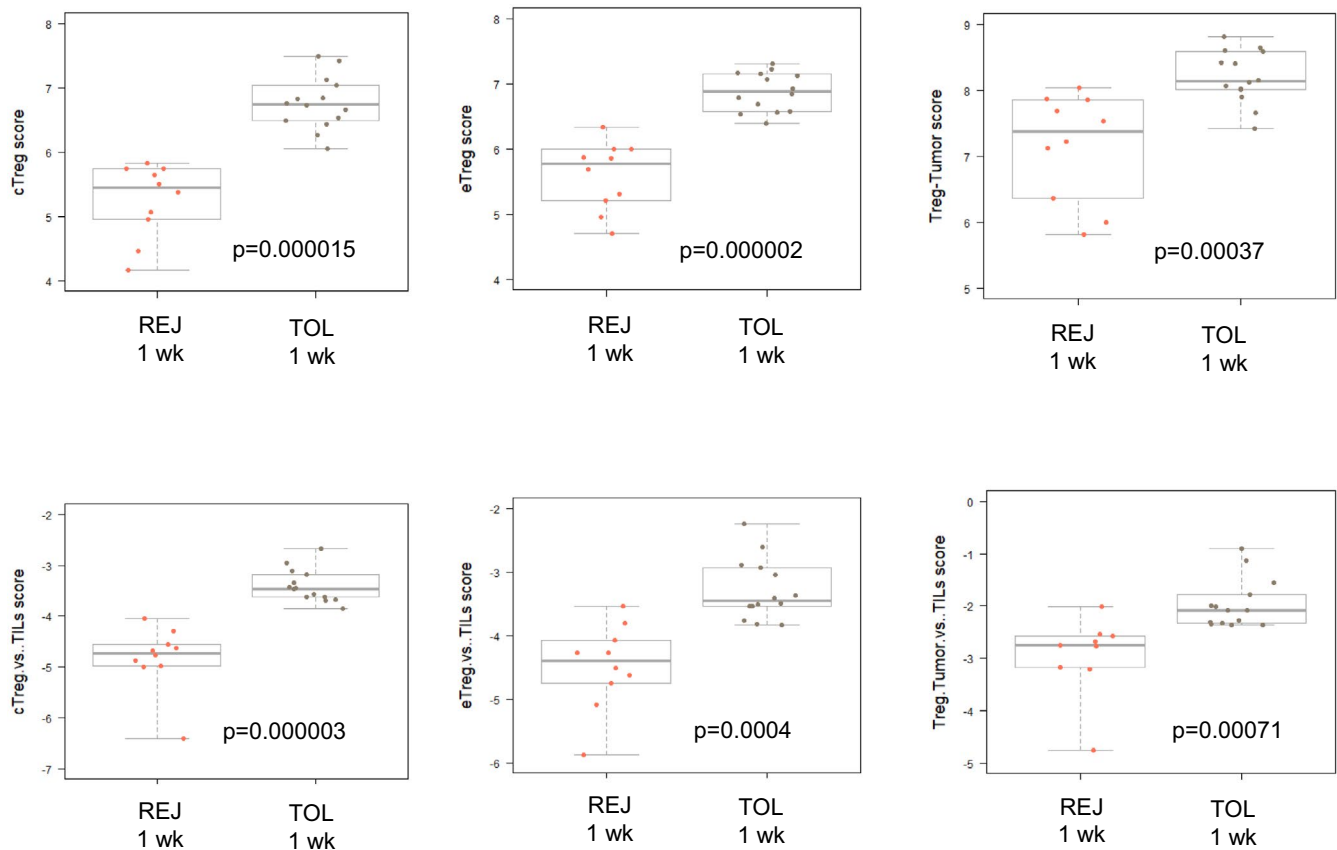 cTreg score
8
7
6
5
4
p=0.000015
REJ
1 wk
TOL
1 wk
eTreg score
8
7
6
5
4
p=0.000002
REJ
1 wk
TOL
1 wk
Treg-Tumor score
9
8
7
6
5
p=0.00037
REJ
1 wk
TOL
1 wk
cTreg.vs..TILs score
-2
-3
-4
-5
-6
-7
p=0.000003
REJ
1 wk
TOL
1 wk
eTreg.vs..TILs score
-2
-3
-4
-5
-6
p=0.0004
REJ
1 wk
TOL
1 wk
Treg.Tumor.vs..TILs score
0
-1
-2
-3
-4
-5
p=0.00071
REJ
1 wk
TOL
1 wk